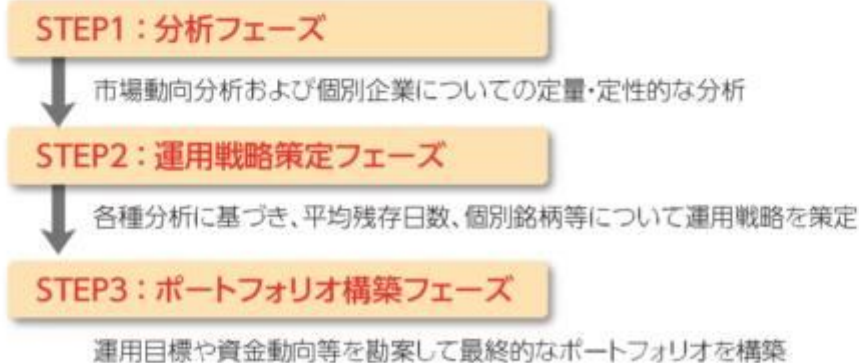 STEP1：分析フェーズ
市場動向分析および個別企業についての定量・定性的な分析
STEP2：運用戦略策定フェーズ
各種分析に基づき、平均残存日数、個別銘柄等について運用戦略を策定
STEP3：ポートフォリオ構築フェーズ
運用目標や資金動向等を勘案して最終的なポートフォリオを構築